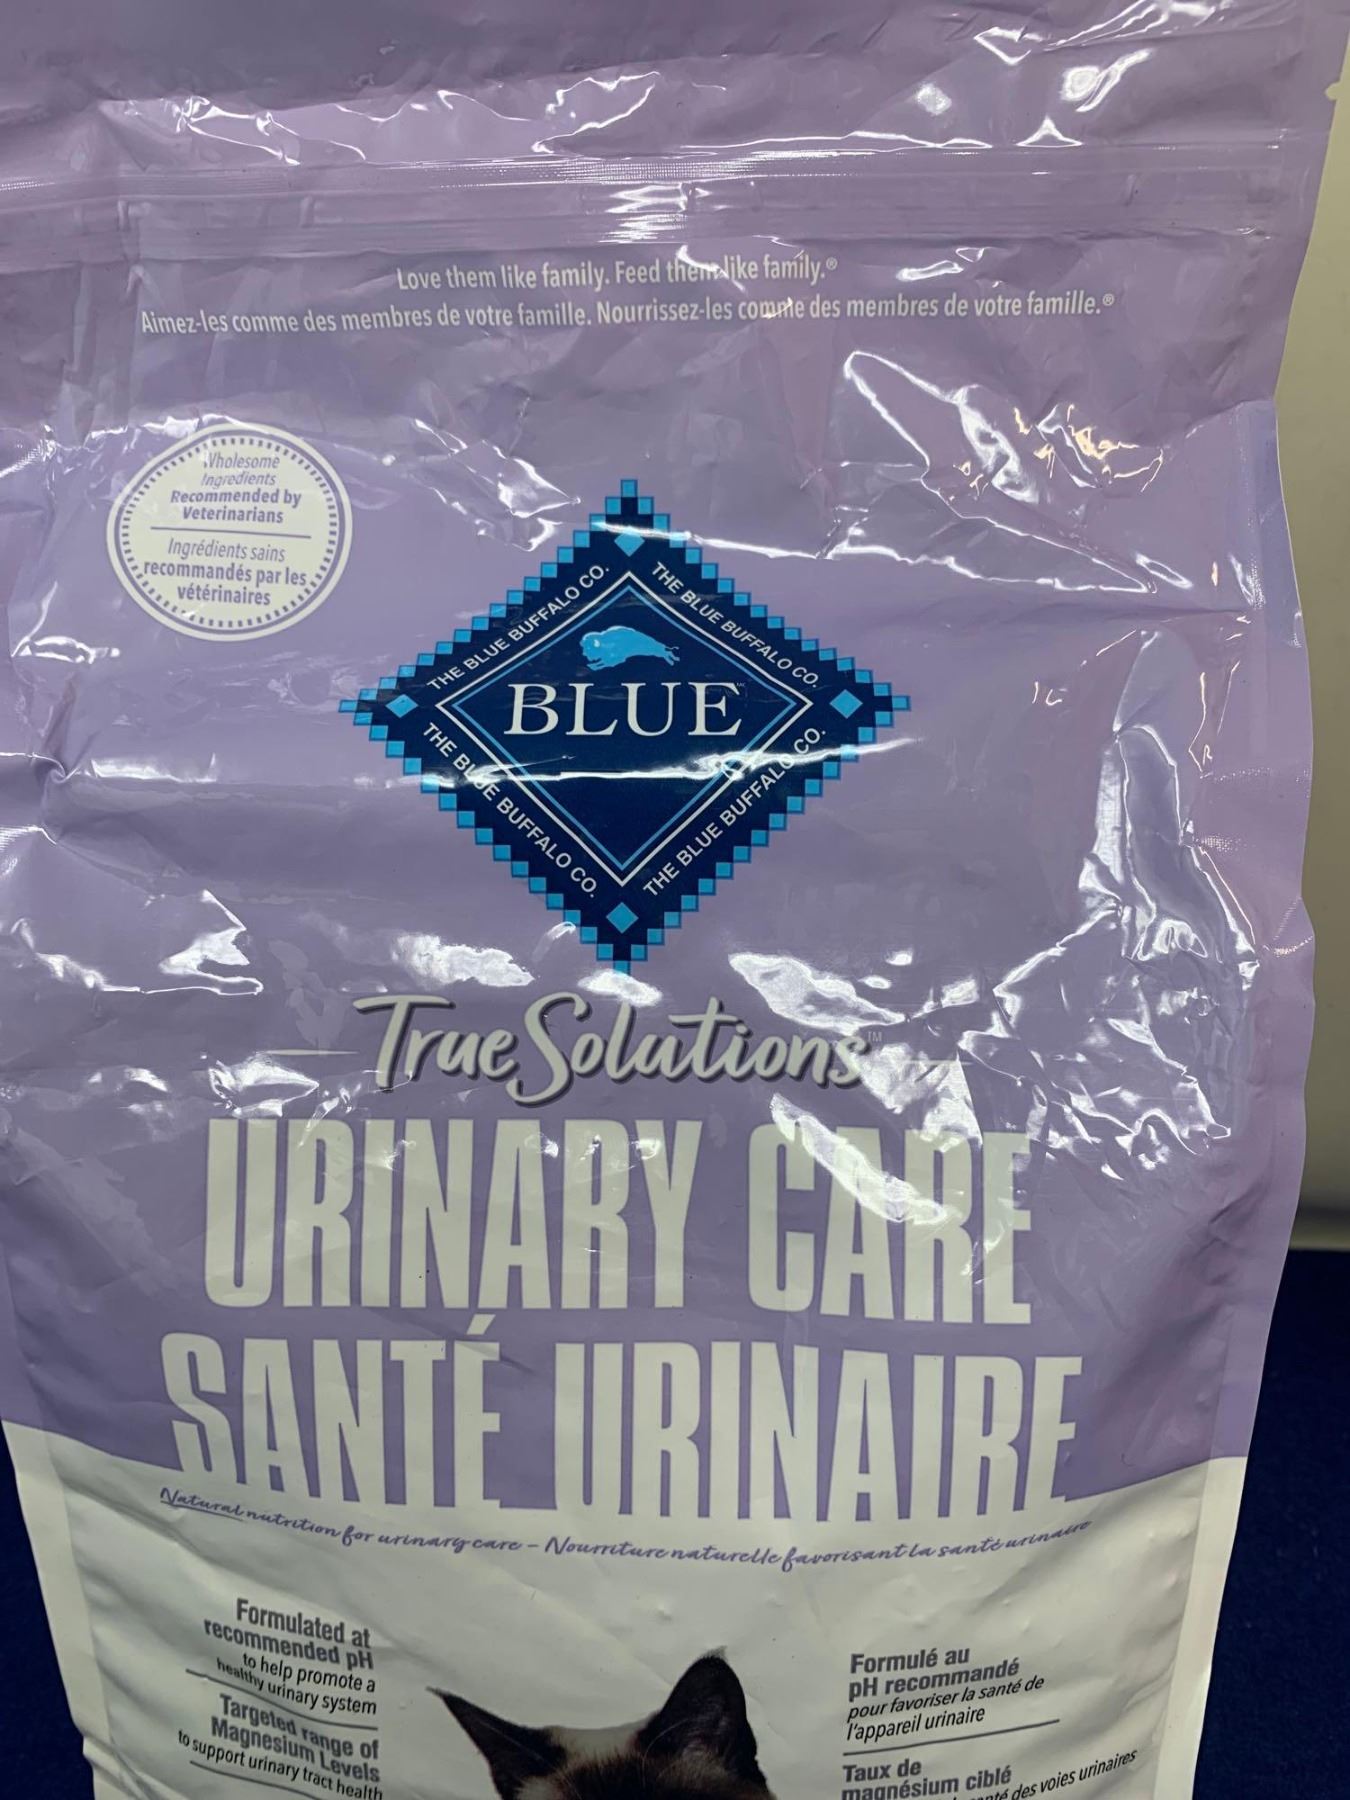 Love them like family. Feed them like family.®
Aimez-les comme des membres de votre famille. Nourrissez-les comme des membres de votre famille.®
Wholesome
Ingredients
Recommended by
Veterinarians
Ingrédients sains
recommandés par les
vétérinaires
THE BLUE BUFFALO CO.
THE BLUE BUFFALO CO.
BLUE
THE BLUE BUFFALO CO.
THE BLUE BUFFALO CO.
True Solutions™
URINARY CARE
SANTÉ URINAIRE
Natural nutrition for urinary care – Nourriture naturelle favorisant la santé urinaire
Formulated at
recommended pH
to help promote a
healthy urinary system
Targeted range of
Magnesium Levels
to support urinary tract health
Formulé au
pH recommandé
pour favoriser la santé de
l'appareil urinaire
Taux de
magnésium ciblé
des voies urinaires